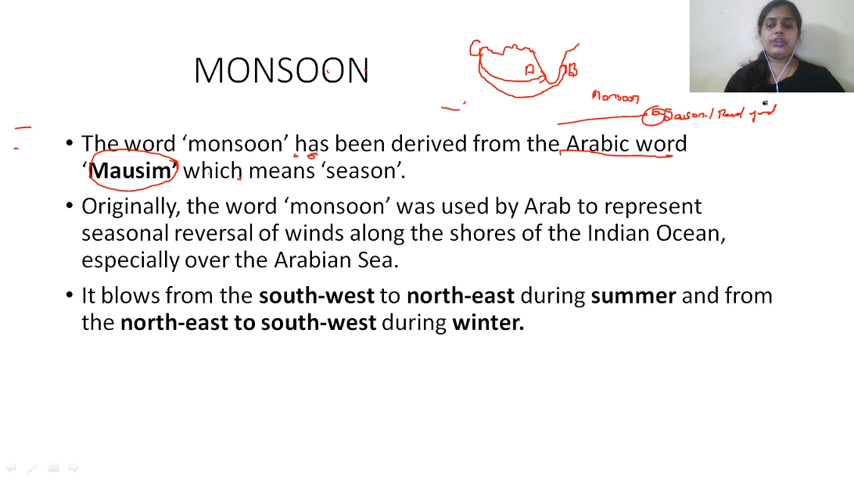 MONSOON
C
A
B
Monsoon
• The word ‘monsoon’ has been derived from the Arabic word
‘Mausim’ which means ‘season’.
• Originally, the word ‘monsoon’ was used by Arab to represent
seasonal reversal of winds along the shores of the Indian Ocean,
especially over the Arabian Sea.
• It blows from the south-west to north-east during summer and from
the north-east to south-west during winter.